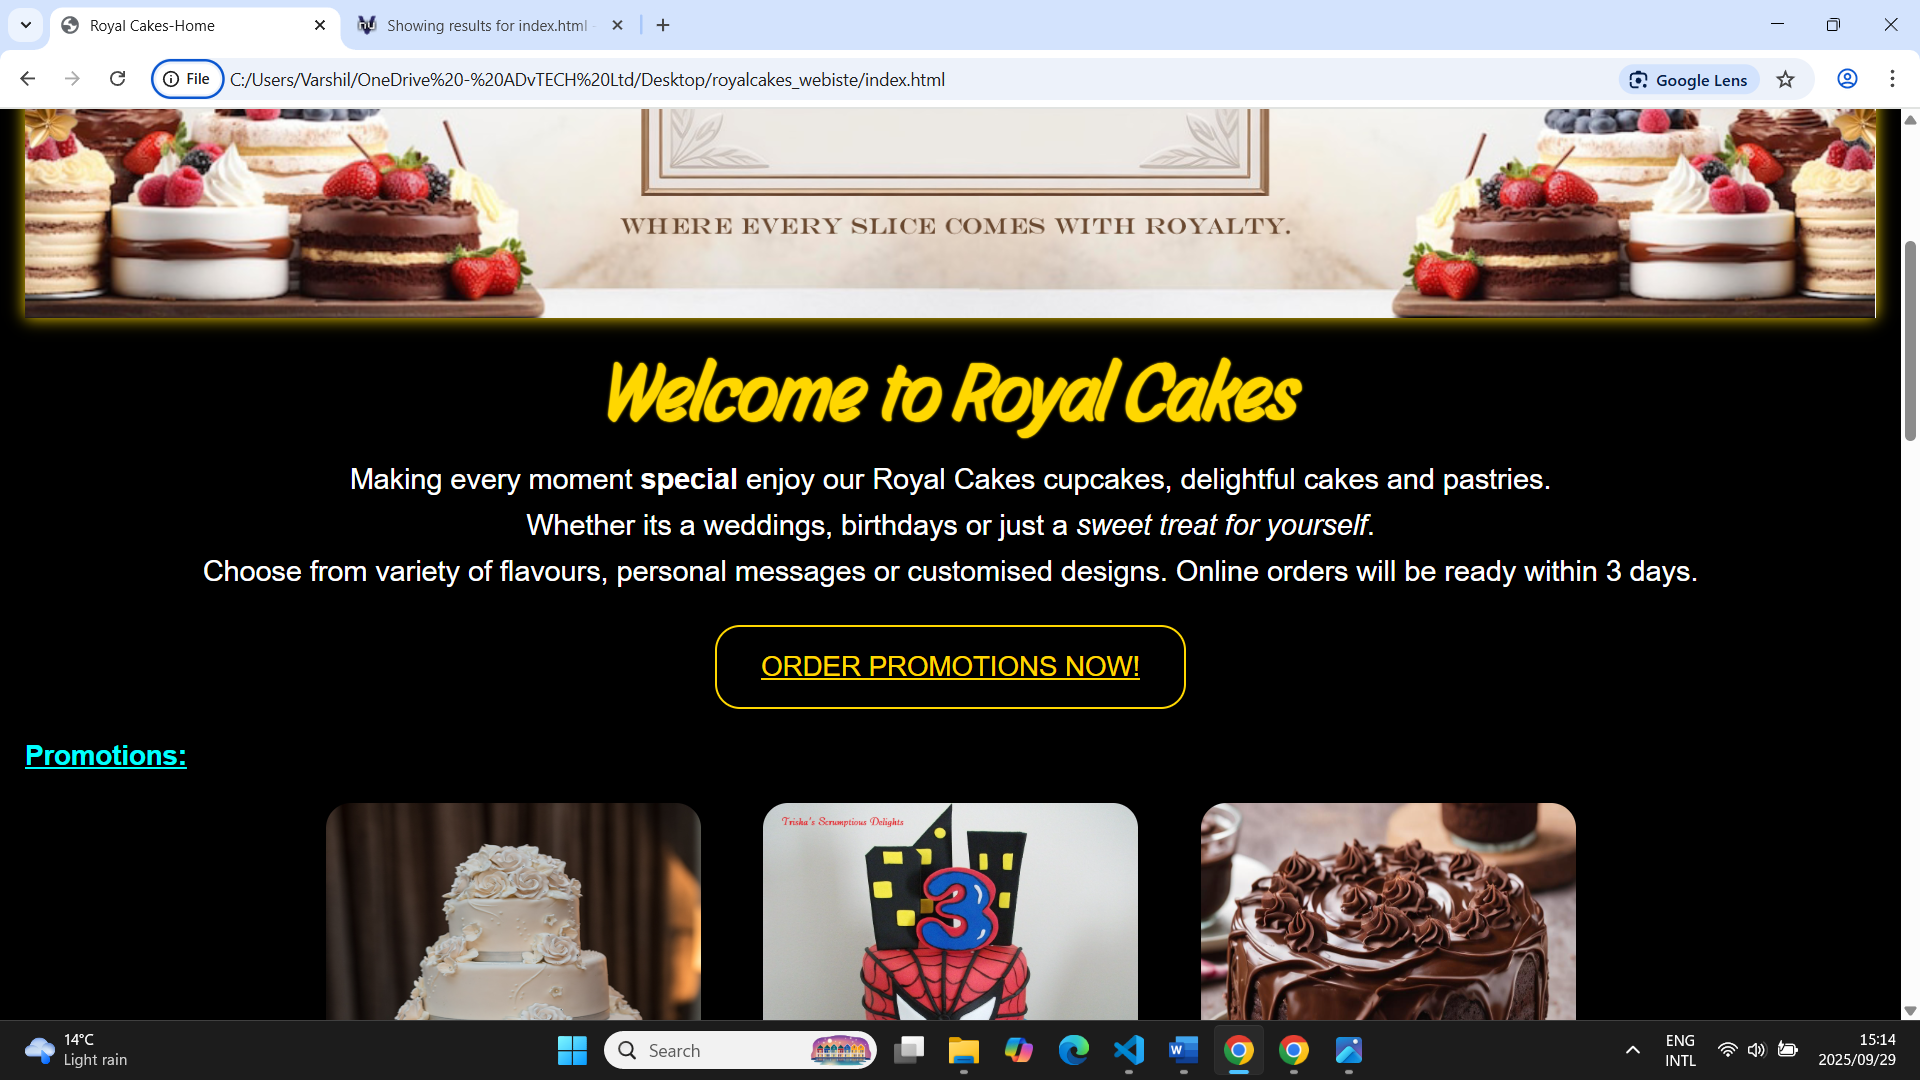 Royal Cakes-Home
Showing results for index.html -
File
C:/Users/Varshil/OneDrive%20-%20ADvTECH%20Ltd/Desktop/royalcakes_webiste/index.html
Google Lens
WHERE EVERY SLICE COMES WITH ROYALTY.
Welcome to Royal Cakes
Making every moment special enjoy our Royal Cakes cupcakes, delightful cakes and pastries.
Whether its a weddings, birthdays or just a sweet treat for yourself.
Choose from variety of flavours, personal messages or customised designs. Online orders will be ready within 3 days.
ORDER PROMOTIONS NOW!
Promotions:
Trisha's Scrumptious Delights
3
14°C
Light rain
Search
ENG
INTL
15:14
2025/09/29